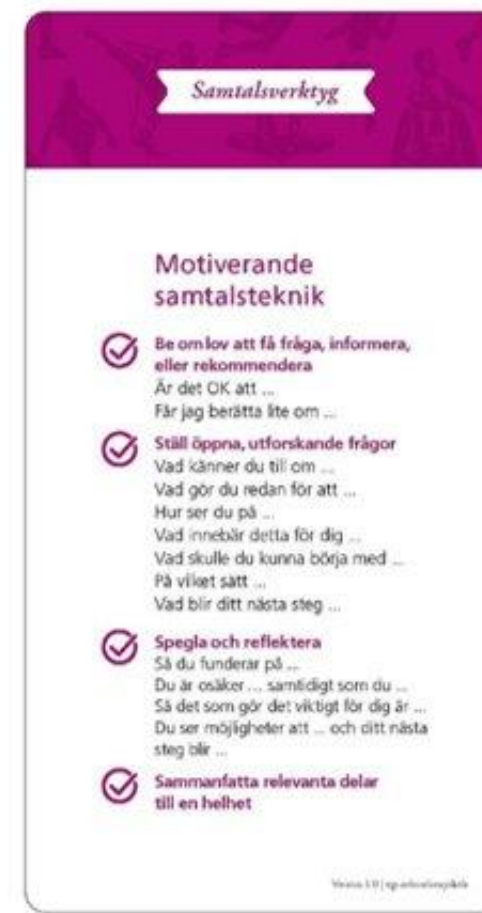 Samtalsverktyg
Motiverande
samtalsteknik
Be om lov att få fråga, informera,
eller rekommendera
Är det OK att ...
Får jag berätta lite om ...
Ställ öppna, utforskande frågor
Vad känner du till om ...
Vad gör du redan för att ...
Hur ser du på ...
Vad innebär detta för dig ...
Vad skulle du kunna börja med ...
På vilket sätt ...
Vad blir ditt nästa steg ...
Spegla och reflektera
Så du funderar på ...
Du är osäker ... samtidigt som du ...
Så det som gör det viktigt för dig är ...
Du ser möjligheter att ... och ditt nästa
steg blir ...
Sammanfatta relevanta delar
till en helhet